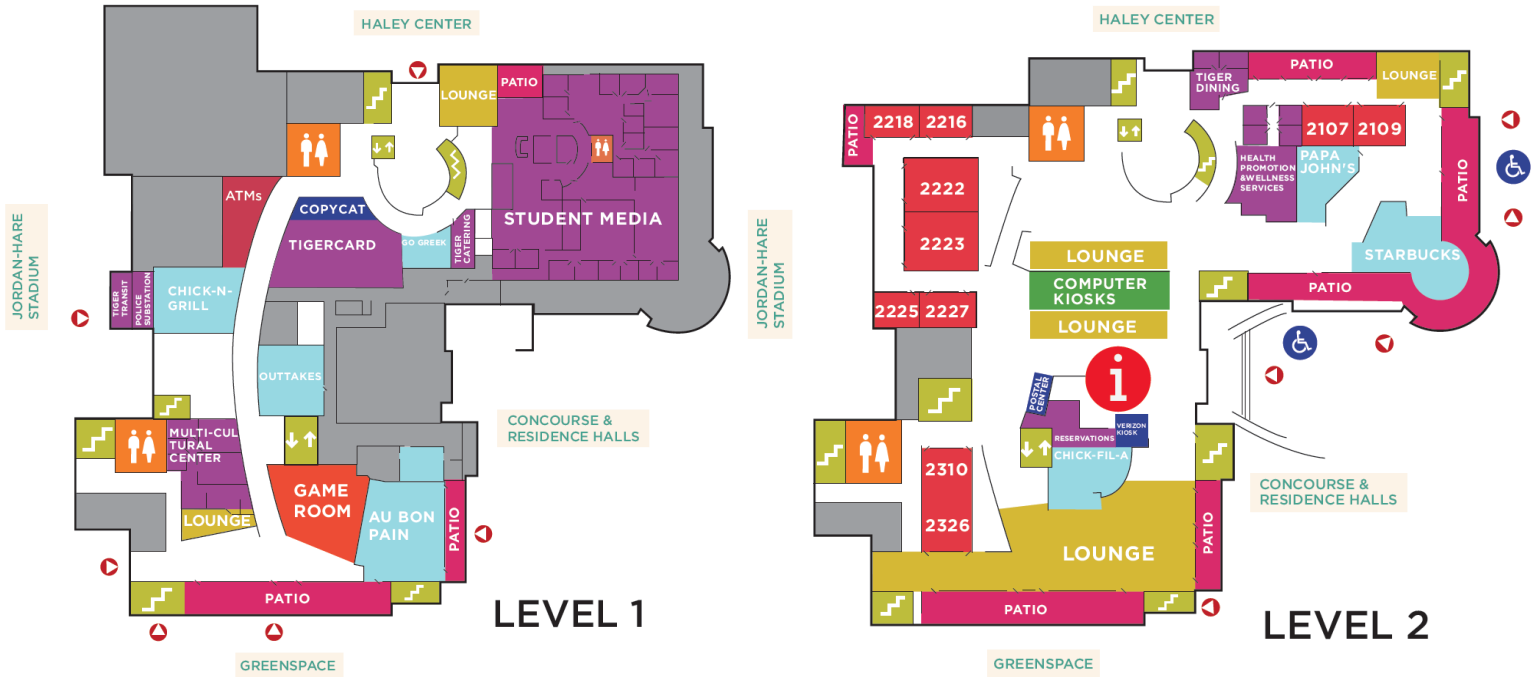 HALEY CENTER
LOUNGE
PATIO
ATMs
COPYCAT
TIGERCARD
GO GREEK
TIGER
CATERING
STUDENT MEDIA
JORDAN-HARE
STADIUM
TIGER
TRANSIT
POLICE
SUBSTATION
CHICK-N-
GRILL
OUTTAKES
MULTI-CUL
TURAL
CENTER
LOUNGE
GAME
ROOM
AU BON
PAIN
PATIO
PATIO
CONCOURSE &
RESIDENCE HALLS
LEVEL 1
GREENSPACE
HALEY CENTER
TIGER
DINING
PATIO
LOUNGE
PATIO
2218
2216
2107
2109
HEALTH
PROMOTION
&WELLNESS
SERVICES
PAPA
JOHN'S
PATIO
2222
2223
STARBUCKS
JORDAN-HARE
STADIUM
LOUNGE
COMPUTER
KIOSKS
LOUNGE
PATIO
2225
2227
i
POSTAL
CENTER
RESERVATIONS
VERIZON
KIOSK
CHICK-FIL-A
2310
2326
LOUNGE
PATIO
PATIO
CONCOURSE &
RESIDENCE HALLS
LEVEL 2
GREENSPACE